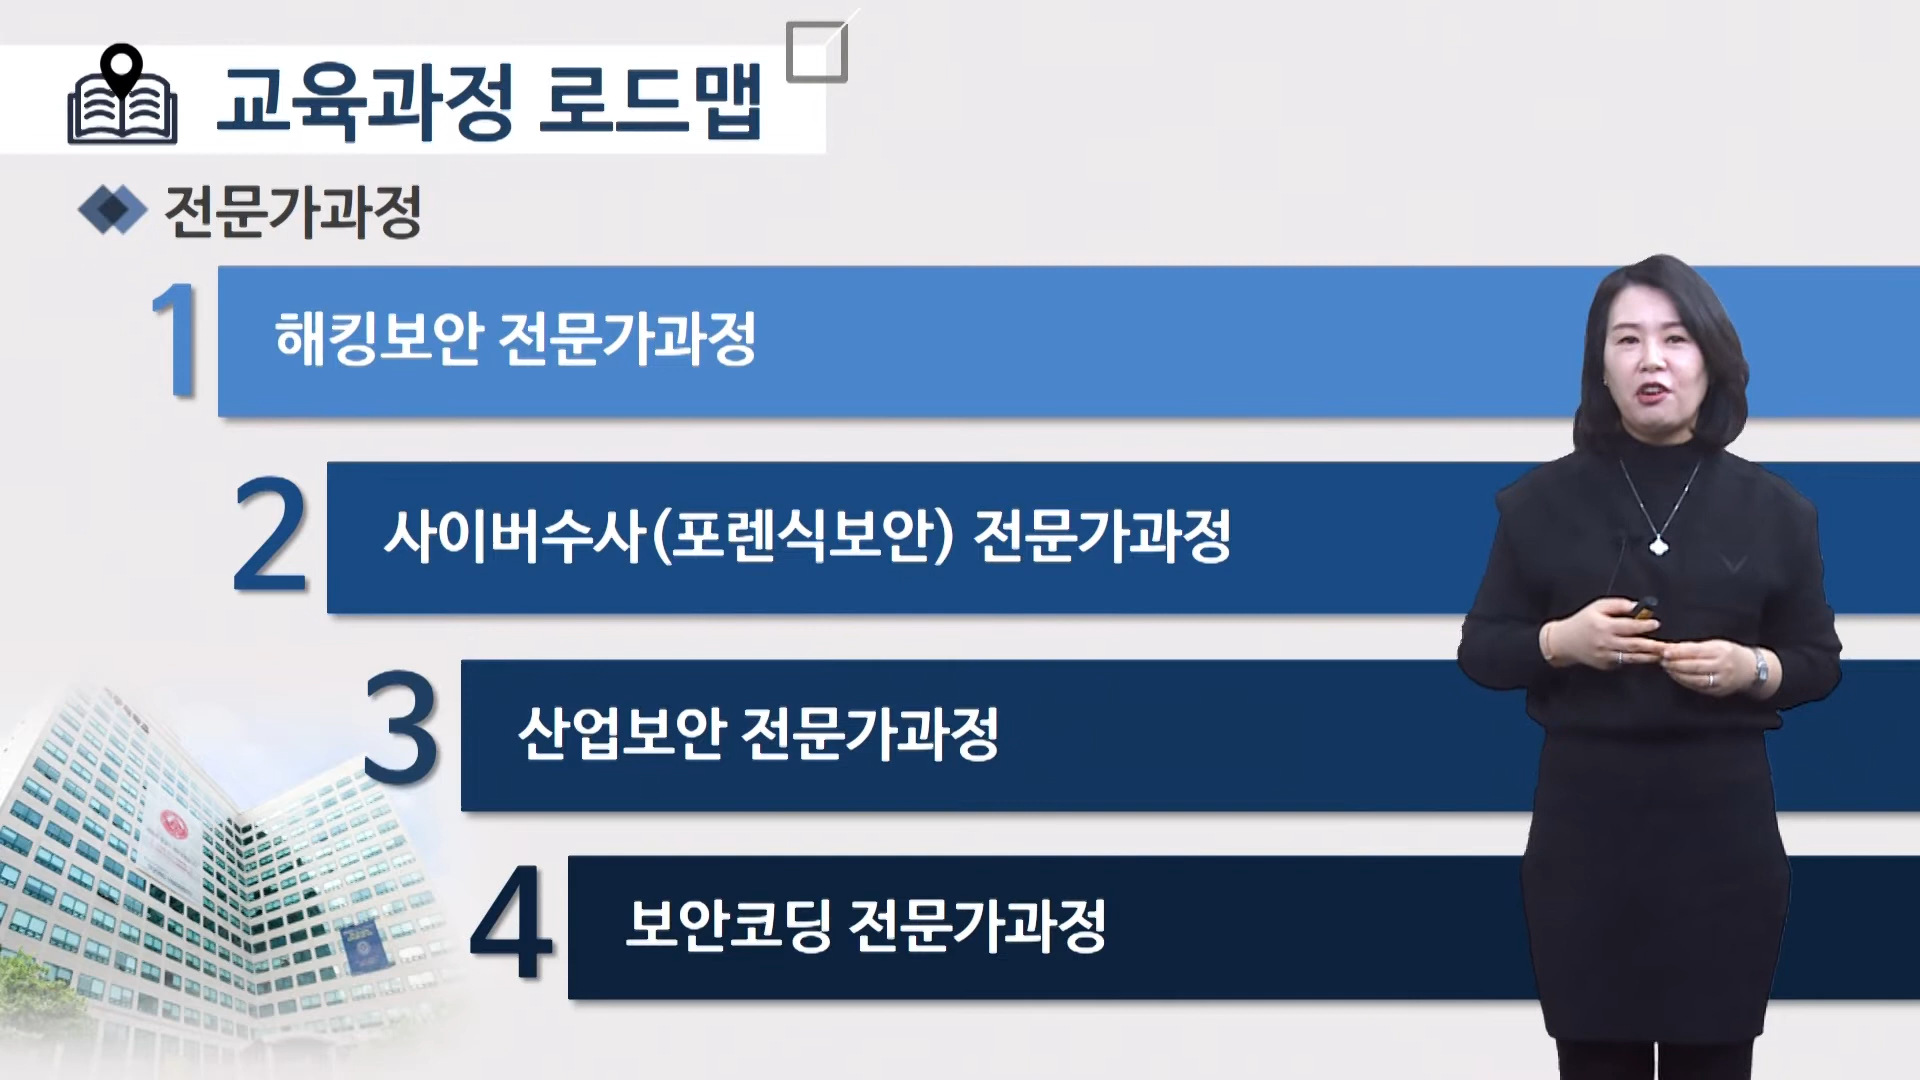 교육과정 로드맵
전문가과정
1
해킹보안 전문가과정
2
사이버수사(포렌식보안) 전문가과정
3
산업보안 전문가과정
4
보안코딩 전문가과정